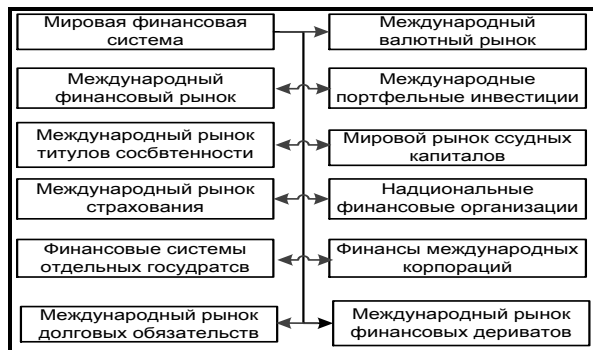 Мировая финансовая
система
Международный
валютный рынок
Международный
финансовый рынок
Международные
портфельные инвестиции
Международный рынок
титулов сосбвтенности
Мировой рынок ссудных
капиталов
Международный рынок
страхования
Надциональные
финансовые организации
Финансовые системы
отдельных госудратсв
Финансы международных
корпораций
Международный рынок
долговых обязательств
Международный рынок
финансовых дериватов